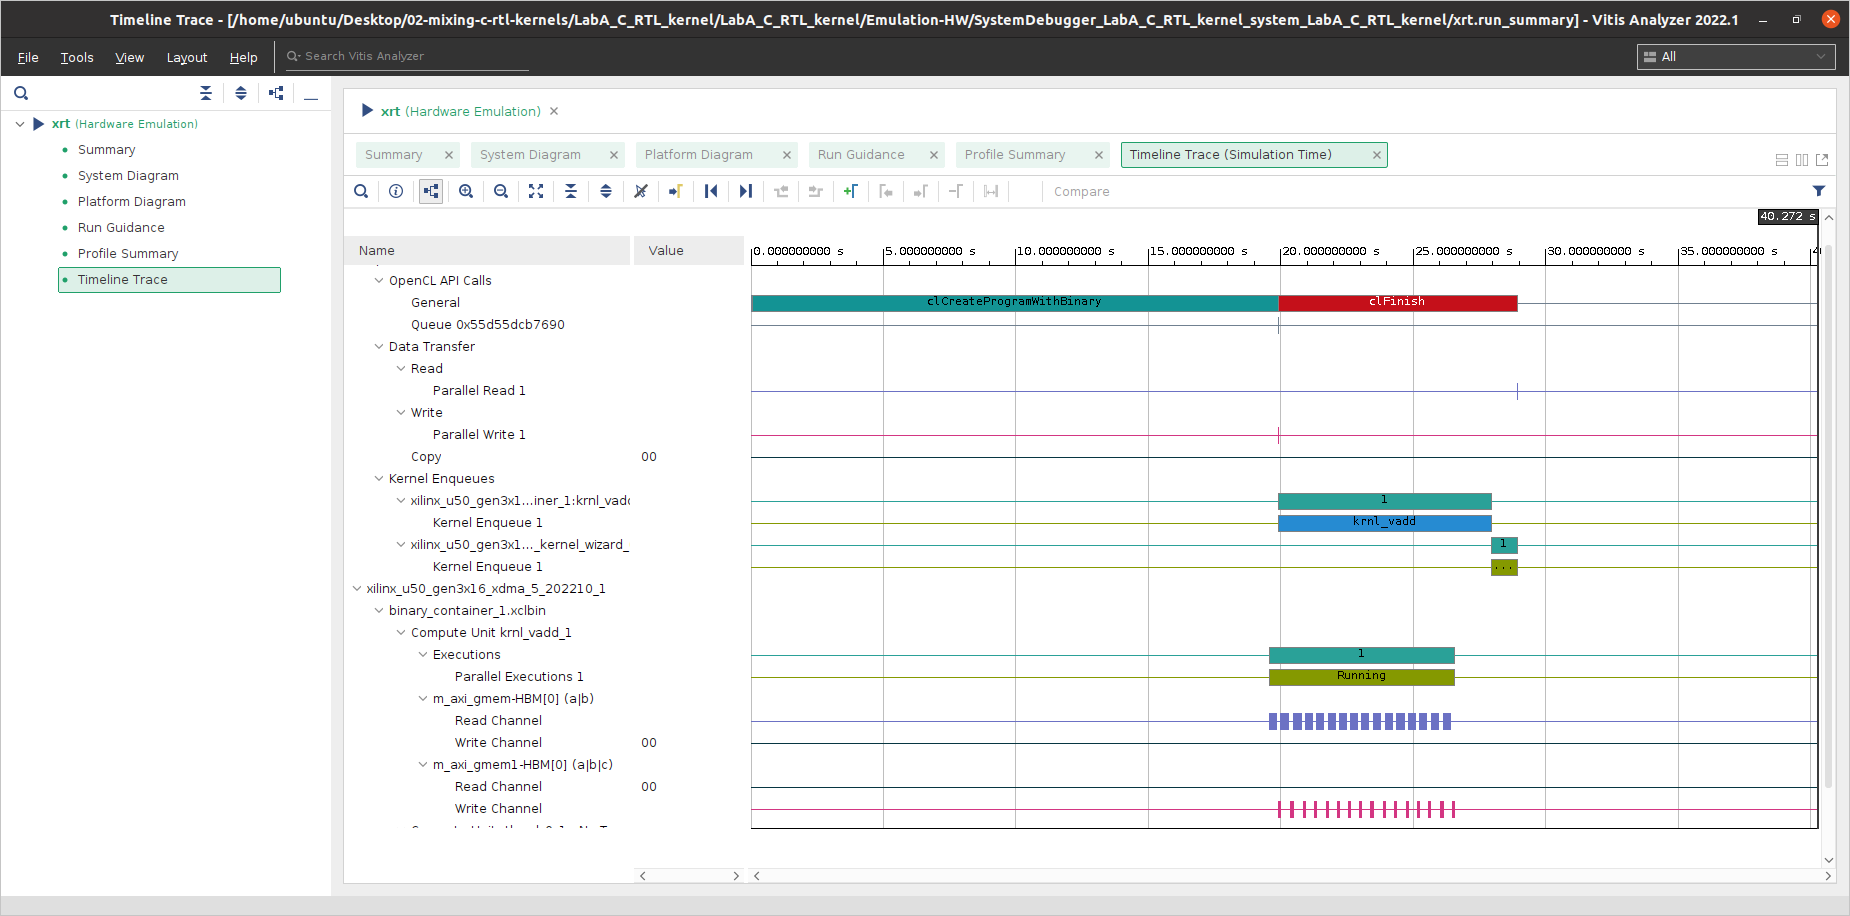 Timeline Trace - [/home/ubuntu/Desktop/02-mixing-c-rtl-kernels/LabA_C_RTL_kernel/LabA_C_RTL_kernel/Emulation-HW/SystemDebugger_LabA_C_RTL_kernel_system_LabA_C_RTL_kernel/xrt.run_summary] - Vitis Analyzer 2022.1
File Tools View Layout Help Search Vitis Analyzer All
xrt (Hardware Emulation)
Summary
System Diagram
Platform Diagram
Run Guidance
Profile Summary
Timeline Trace
xrt (Hardware Emulation)
Summary System Diagram Platform Diagram Run Guidance Profile Summary Timeline Trace (Simulation Time)
Compare
40.272 s
Name Value 0.000000000 s 5.000000000 s 10.000000000 s 15.000000000 s 20.000000000 s 25.000000000 s 30.000000000 s 35.000000000 s
OpenCL API Calls
General clCreateProgramWithBinary clFinish
Queue 0x55d55dcb7690
Data Transfer
Read
Parallel Read 1
Write
Parallel Write 1
Copy 00
Kernel Enqueues
xilinx_u50_gen3x1...iner_1:krnl_vadd 1
Kernel Enqueue 1 krnl_vadd
xilinx_u50_gen3x1..._kernel_wizard_ 1
Kernel Enqueue 1 ...
xilinx_u50_gen3x16_xdma_5_202210_1
binary_container_1.xclbin
Compute Unit krnl_vadd_1
Executions 1
Parallel Executions 1 Running
m_axi_gmem-HBM[0] (a|b)
Read Channel
Write Channel 00
m_axi_gmem1-HBM[0] (a|b|c)
Read Channel 00
Write Channel